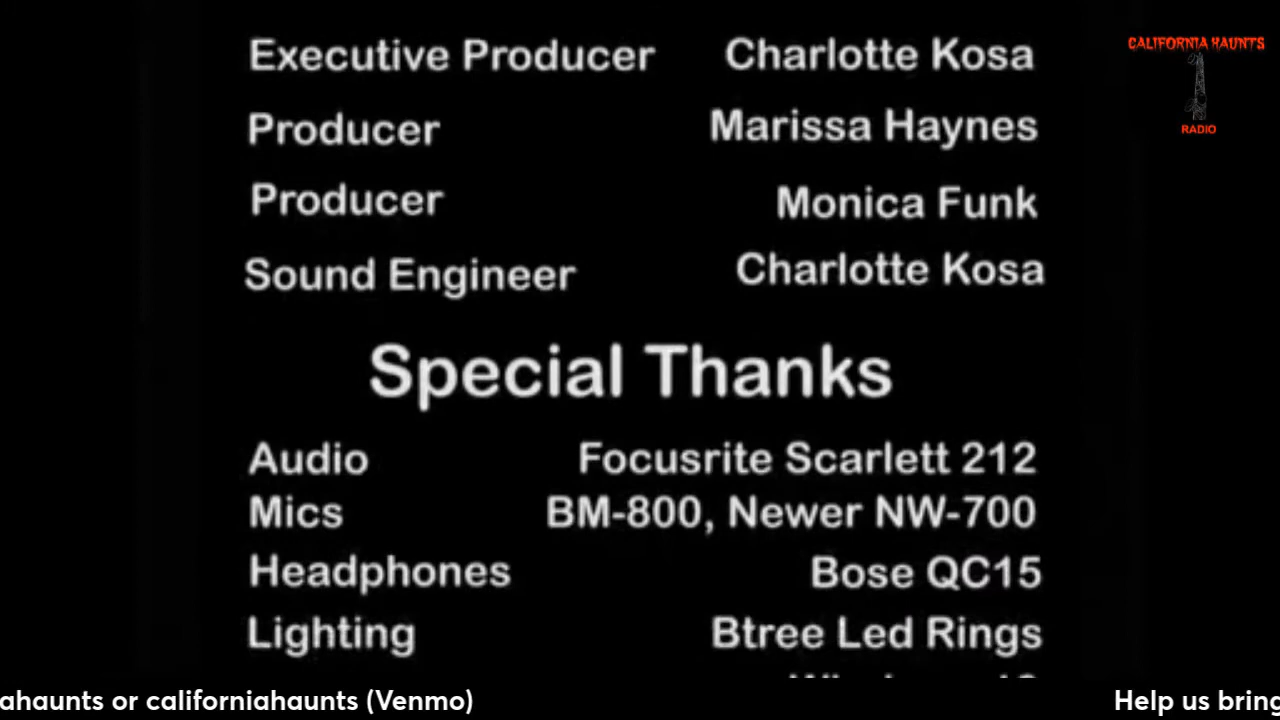 CALIFORNIA HAUNTS
RADIO
Executive Producer Charlotte Kosa
Producer Marissa Haynes
Producer Monica Funk
Sound Engineer Charlotte Kosa
Special Thanks
Audio Focusrite Scarlett 212
Mics BM-800, Newer NW-700
Headphones Bose QC15
Lighting Btree Led Rings
ahaunts or californiahaunts (Venmo) Help us bring